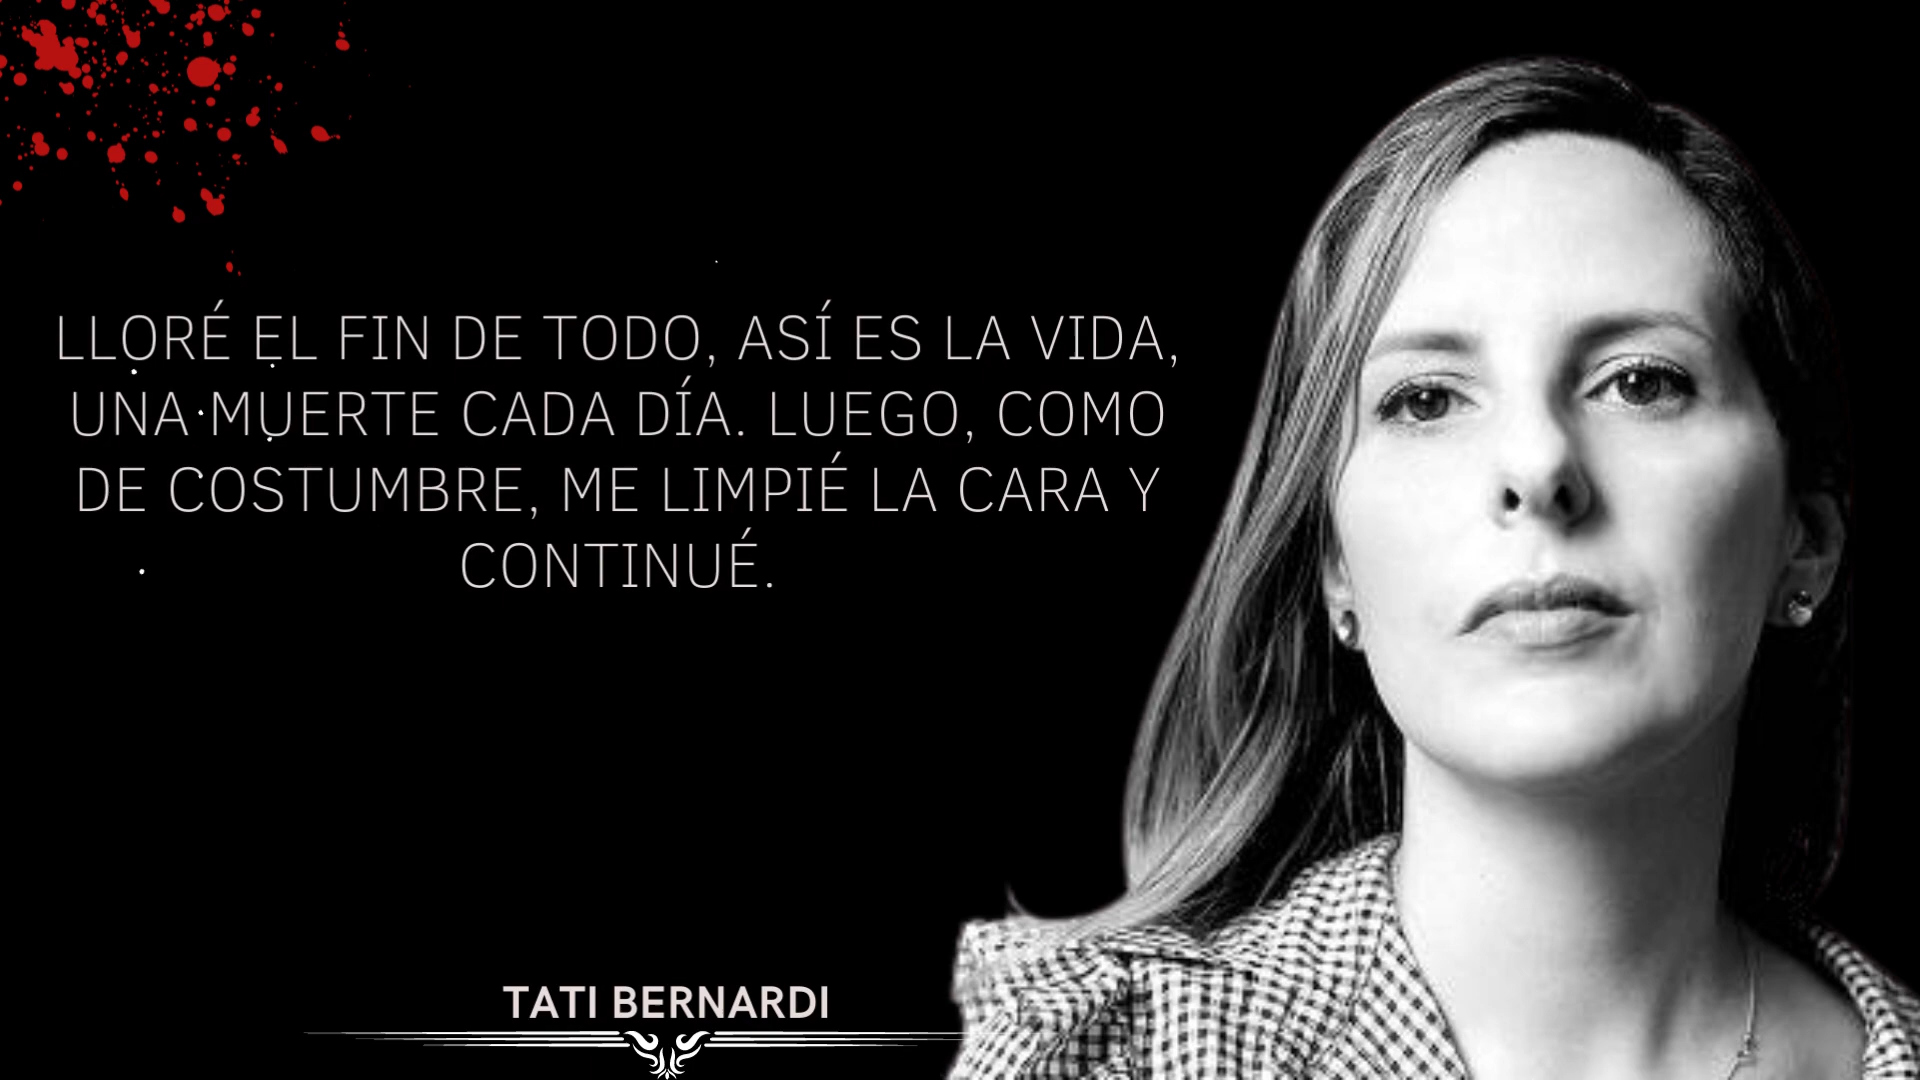 LLORÉ EL FIN DE TODO, ASÍ ES LA VIDA,
UNA MUERTE CADA DÍA. LUEGO, COMO
DE COSTUMBRE, ME LIMPIÉ LA CARA Y
CONTINUÉ.
TATI BERNARDI